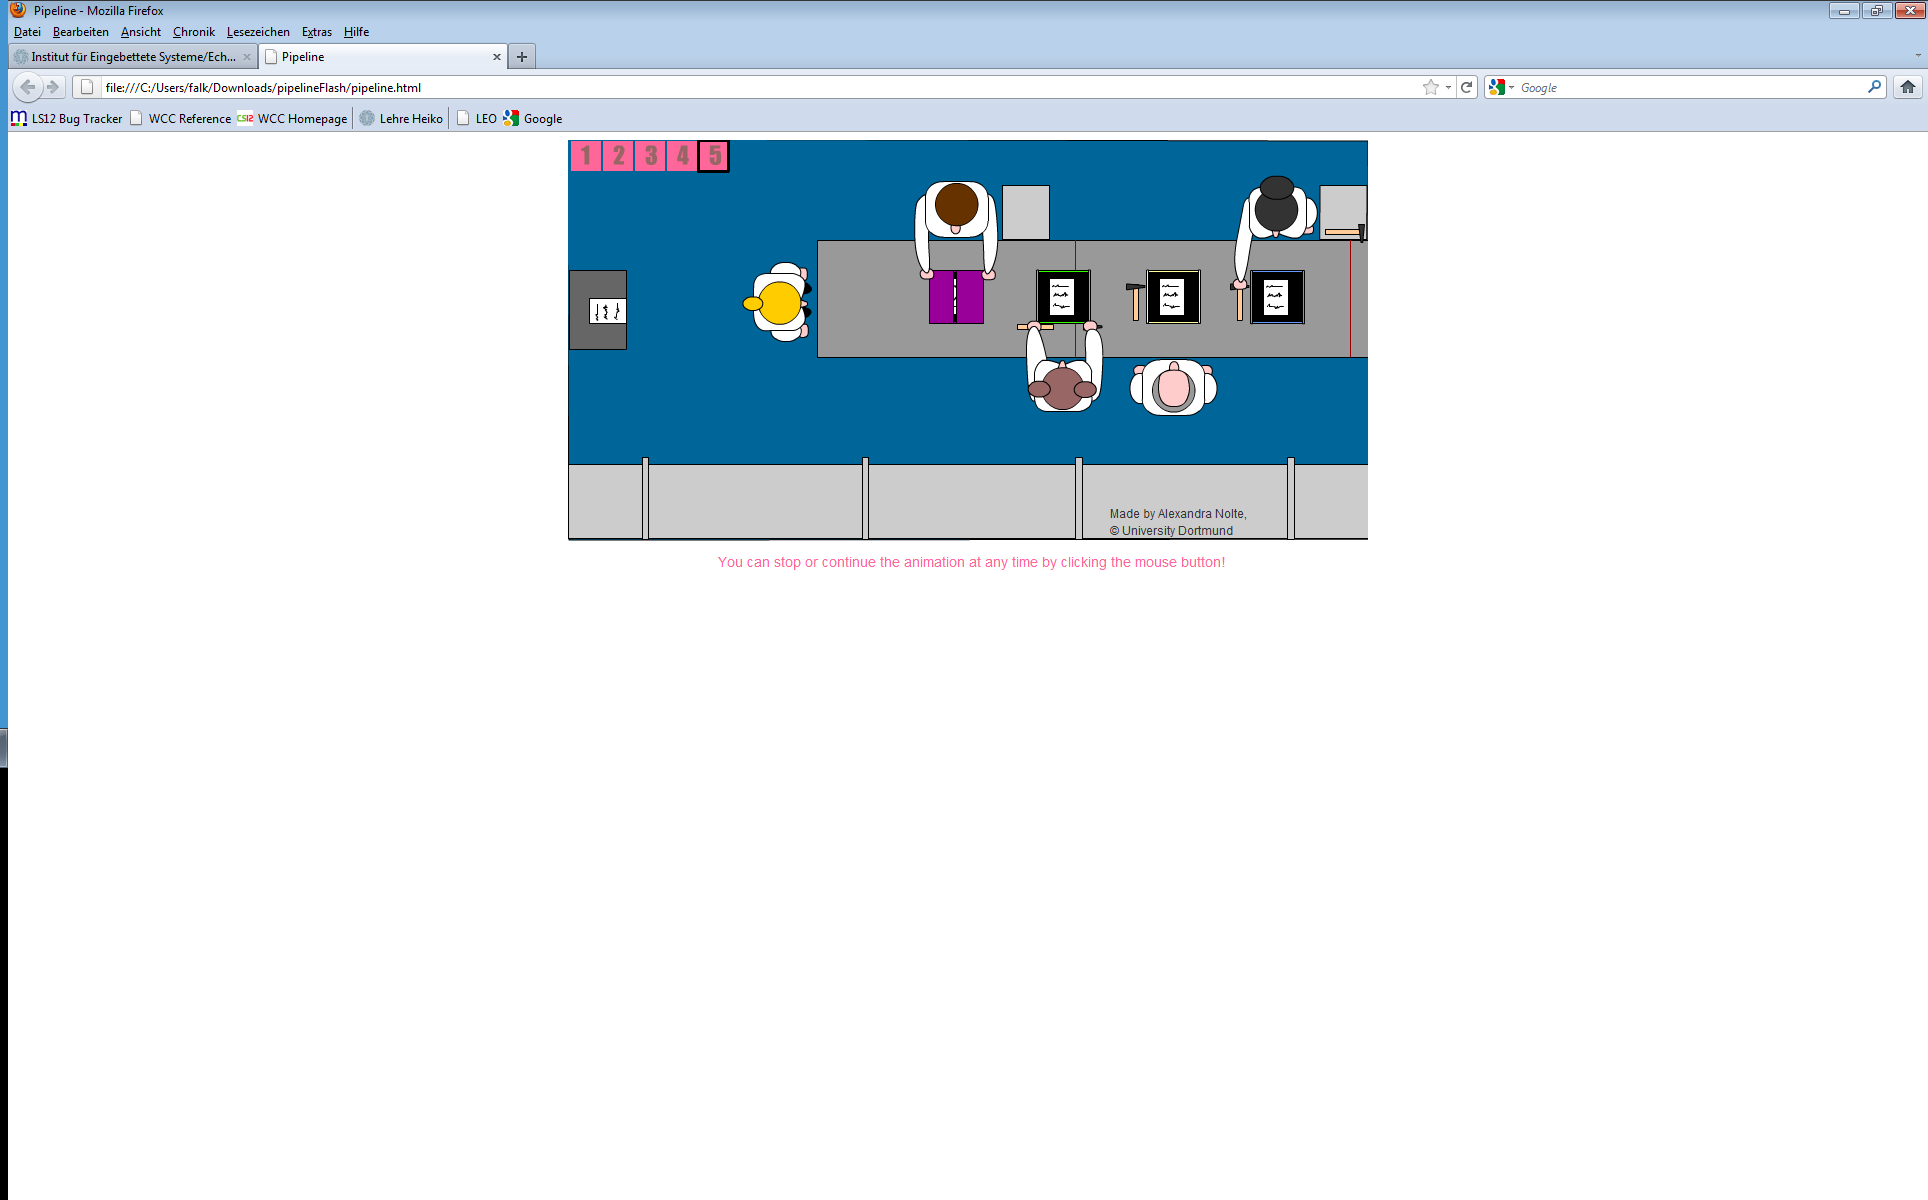 Pipeline - Mozilla Firefox
Datei Bearbeiten Ansicht Chronik Lesezeichen Extras Hilfe
Institut für Eingebettete Systeme/Ech... Pipeline
file:///C:/Users/falk/Downloads/pipelineFlash/pipeline.html Google
LS12 Bug Tracker WCC Reference CS12 WCC Homepage Lehre Heiko LEO Google
1 2 3 4 5
Made by Alexandra Nolte,
© University Dortmund
You can stop or continue the animation at any time by clicking the mouse button!